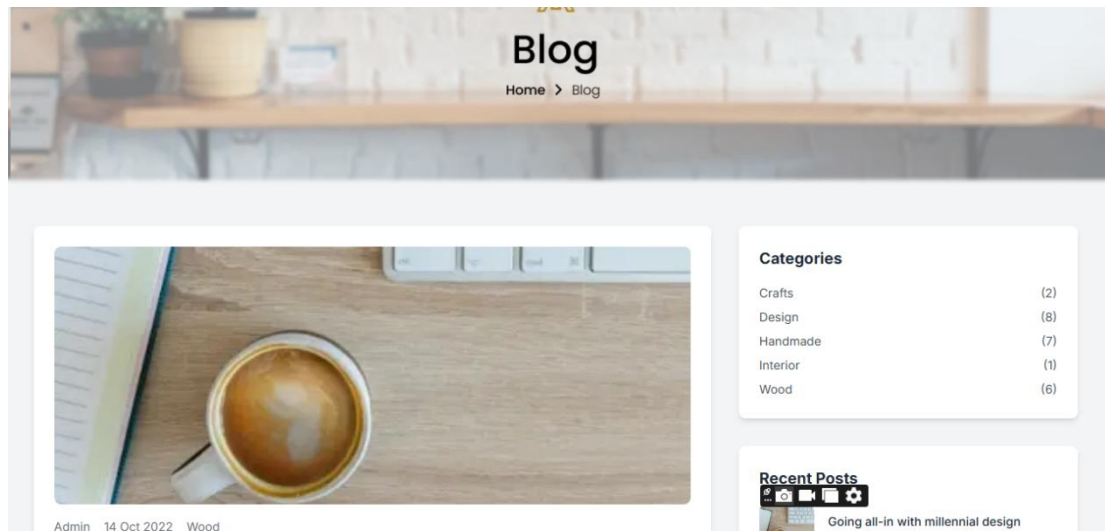 Blog
Home > Blog
Categories
Crafts (2)
Design (8)
Handmade (7)
Interior (1)
Wood (6)
Admin 14 Oct 2022 Wood
Recent Posts
Going all-in with millennial design